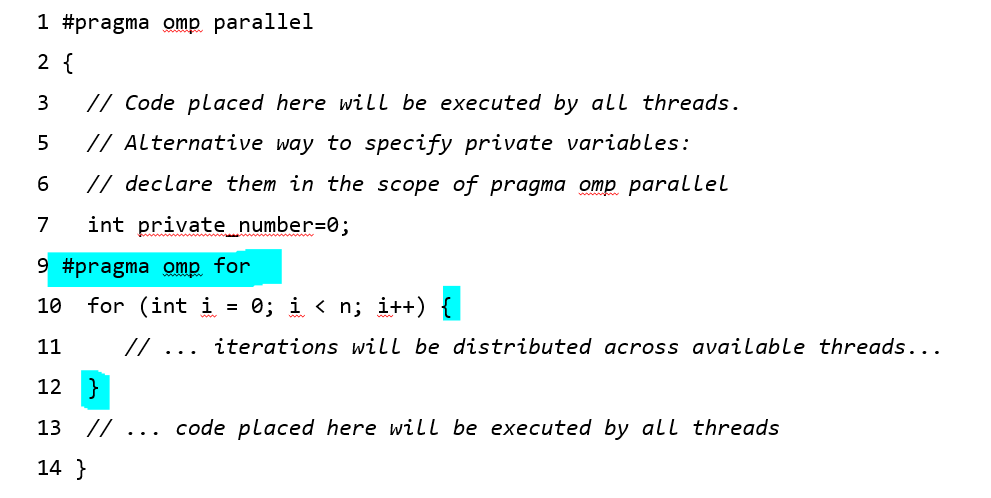 1 #pragma omp parallel
2 {
3 // Code placed here will be executed by all threads.
5 // Alternative way to specify private variables:
6 // declare them in the scope of pragma omp parallel
7 int private_number=0;
9 #pragma omp for
10 for (int i = 0; i < n; i++) {
11 // ... iterations will be distributed across available threads...
12 }
13 // ... code placed here will be executed by all threads
14 }